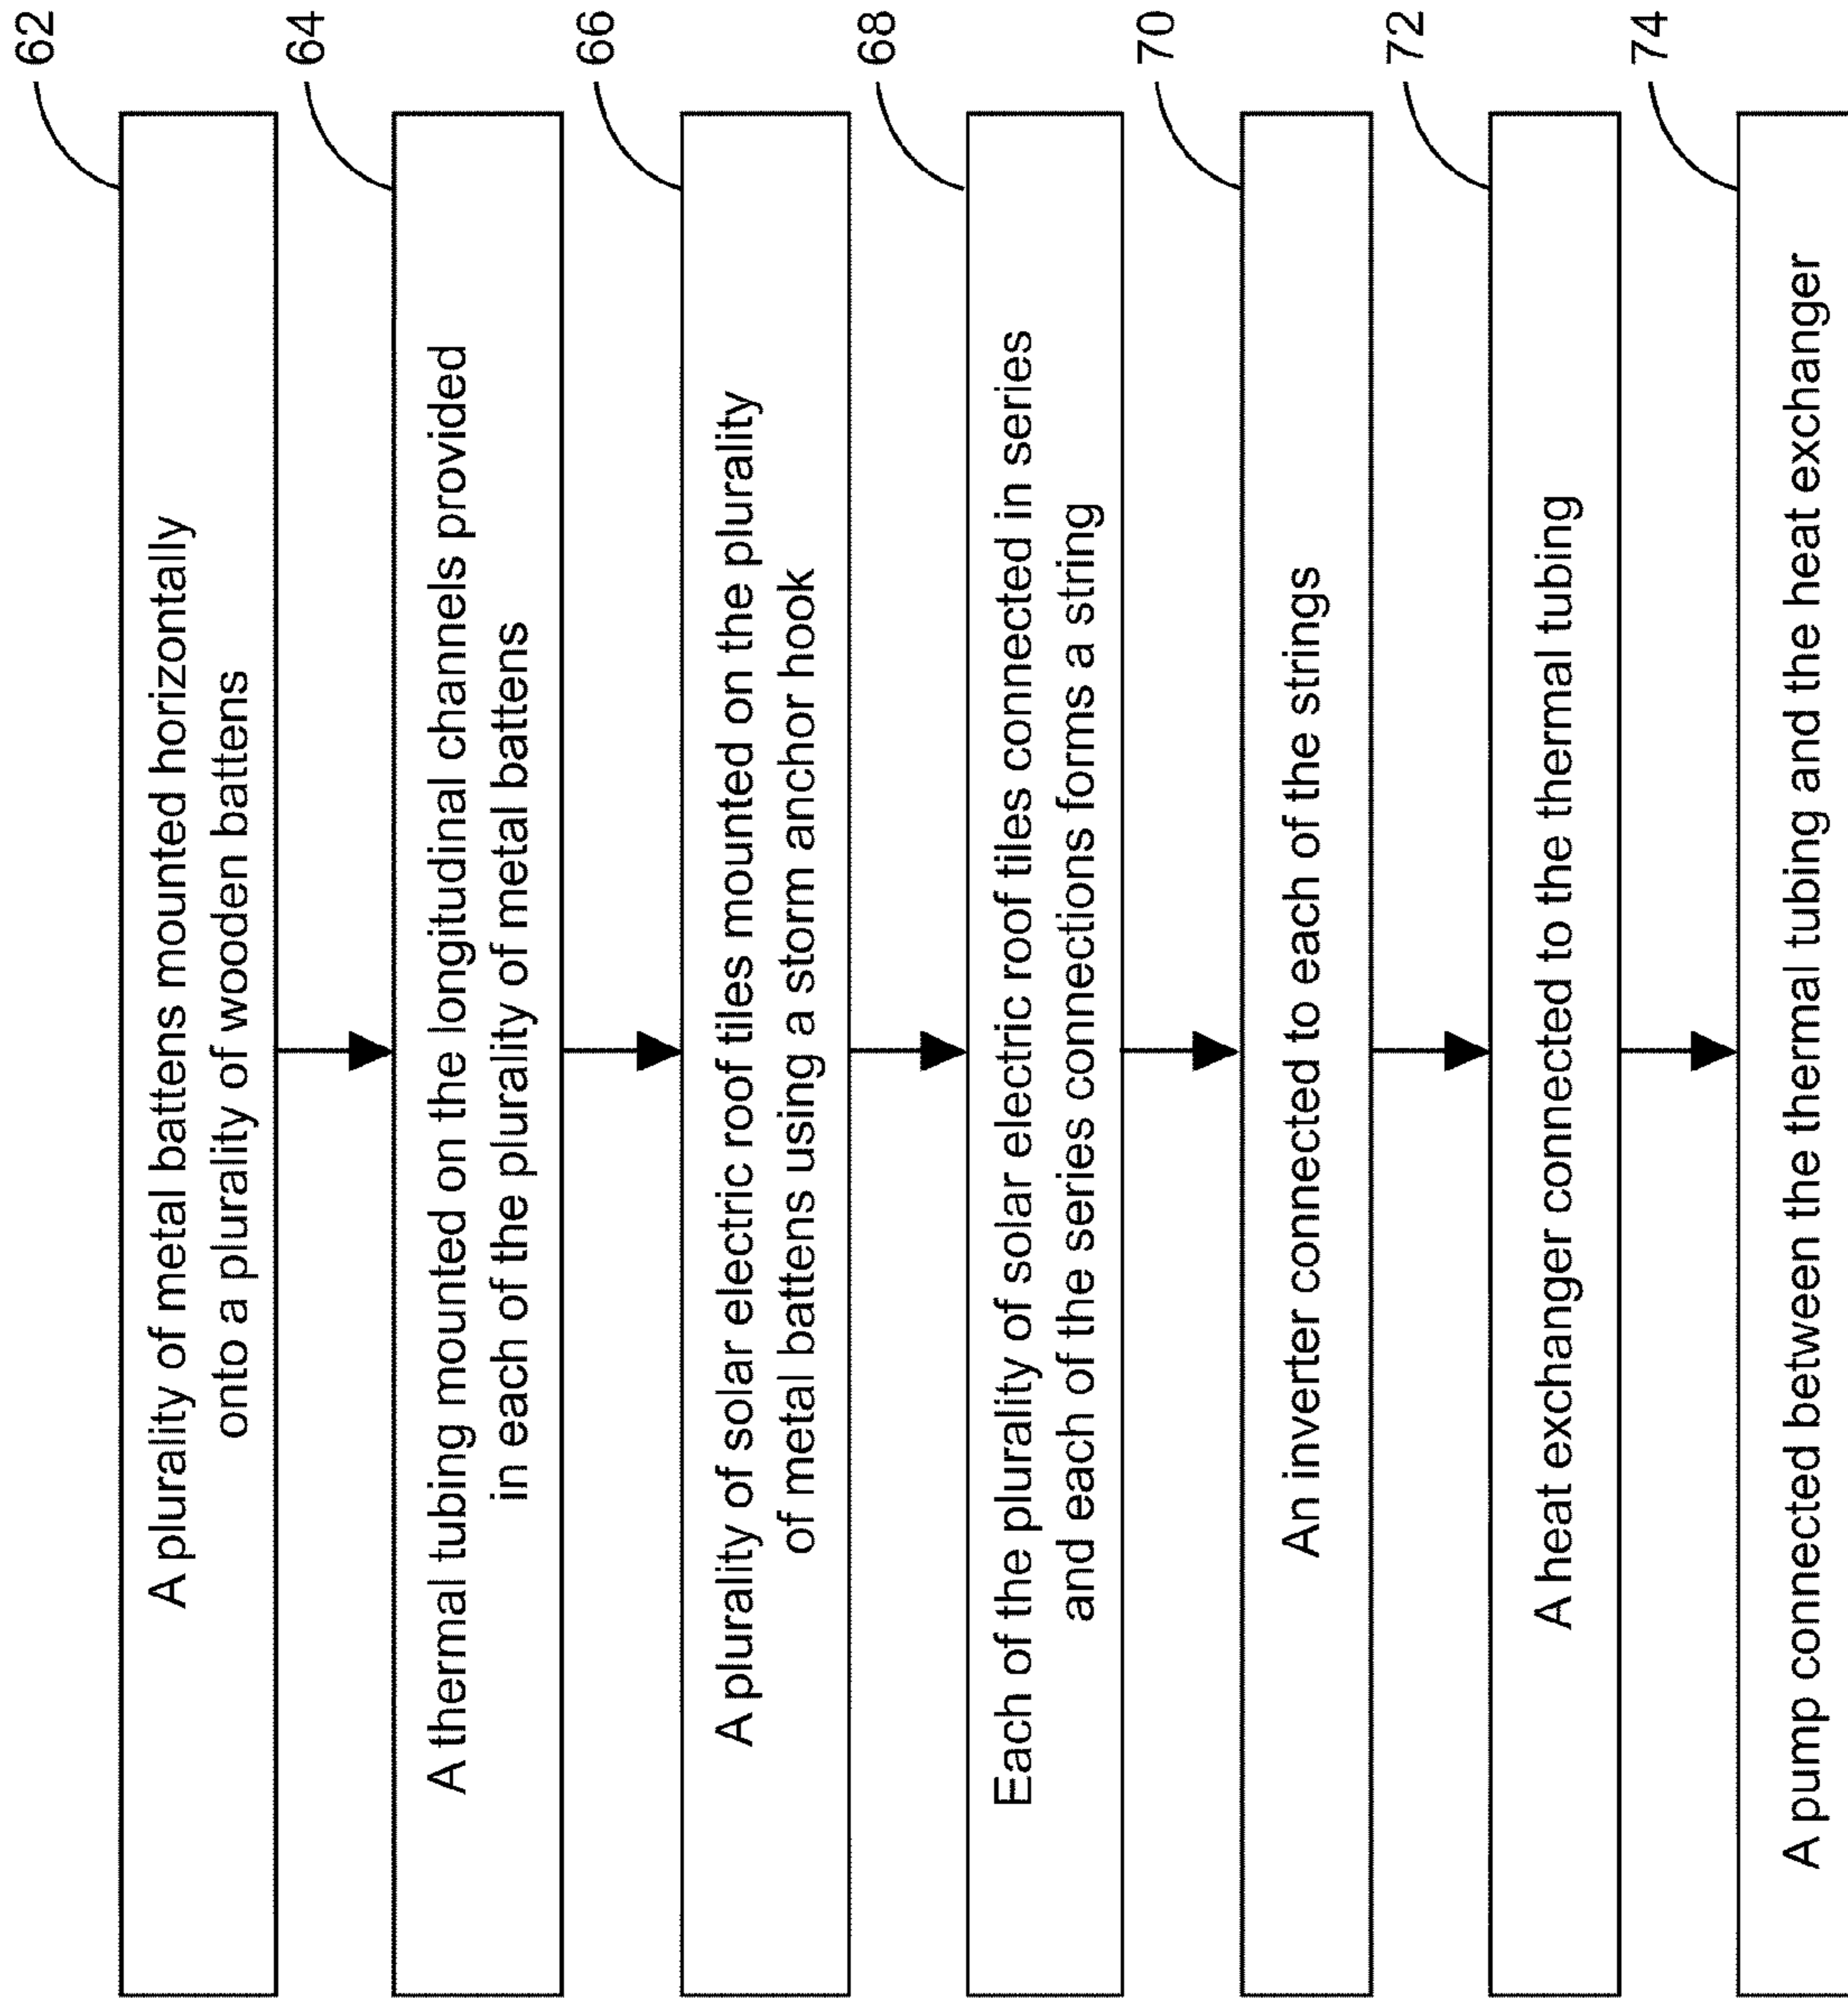 62
A plurality of metal battens mounted horizontally
onto a plurality of wooden battens
64
A thermal tubing mounted on the longitudinal channels provided
in each of the plurality of metal battens
66
A plurality of solar electric roof tiles mounted on the plurality
of metal battens using a storm anchor hook
68
Each of the plurality of solar electric roof tiles connected in series
and each of the series connections forms a string
70
An inverter connected to each of the strings
72
A heat exchanger connected to the thermal tubing
74
A pump connected between the thermal tubing and the heat exchanger